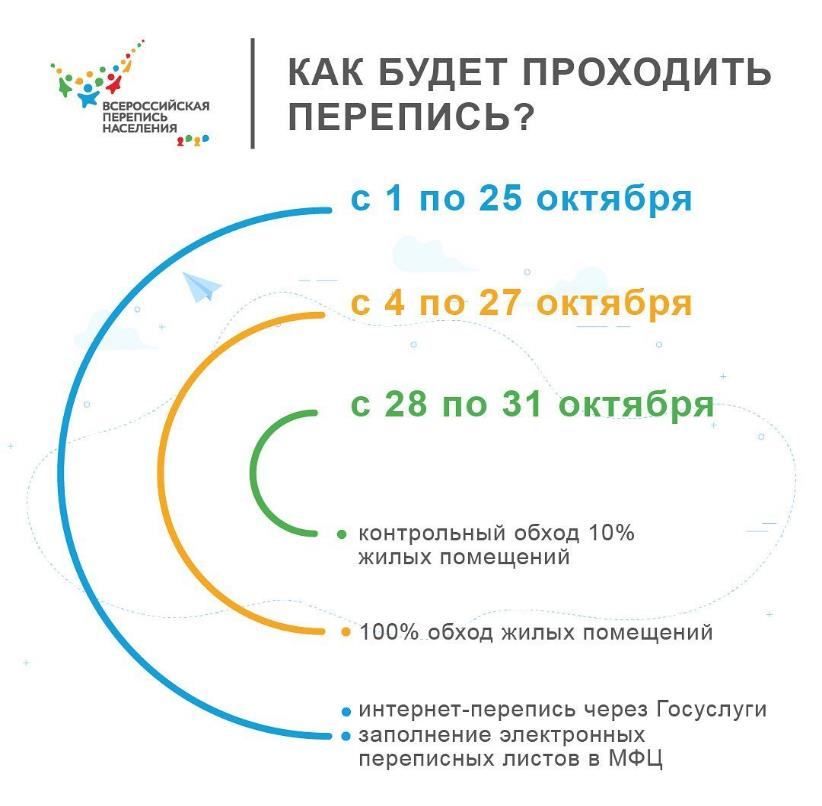 ВСЕРОССИЙСКАЯ
ПЕРЕПИСЬ
НАСЕЛЕНИЯ
2020
КАК БУДЕТ ПРОХОДИТЬ
ПЕРЕПИСЬ?
с 1 по 25 октября
с 4 по 27 октября
с 28 по 31 октября
• контрольный обход 10%
жилых помещений
• 100% обход жилых помещений
• интернет-перепись через Госуслуги
• заполнение электронных
переписных листов в МФЦ